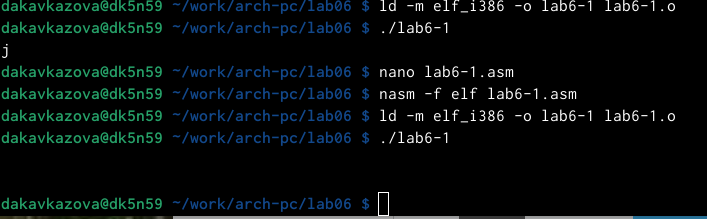 dakavkazova@dk5n59 ~/work/arch-pc/lab06 $ ld -m elf_i386 -o lab6-1 lab6-1.o
dakavkazova@dk5n59 ~/work/arch-pc/lab06 $ ./lab6-1
j
dakavkazova@dk5n59 ~/work/arch-pc/lab06 $ nano lab6-1.asm
dakavkazova@dk5n59 ~/work/arch-pc/lab06 $ nasm -f elf lab6-1.asm
dakavkazova@dk5n59 ~/work/arch-pc/lab06 $ ld -m elf_i386 -o lab6-1 lab6-1.o
dakavkazova@dk5n59 ~/work/arch-pc/lab06 $ ./lab6-1
dakavkazova@dk5n59 ~/work/arch-pc/lab06 $